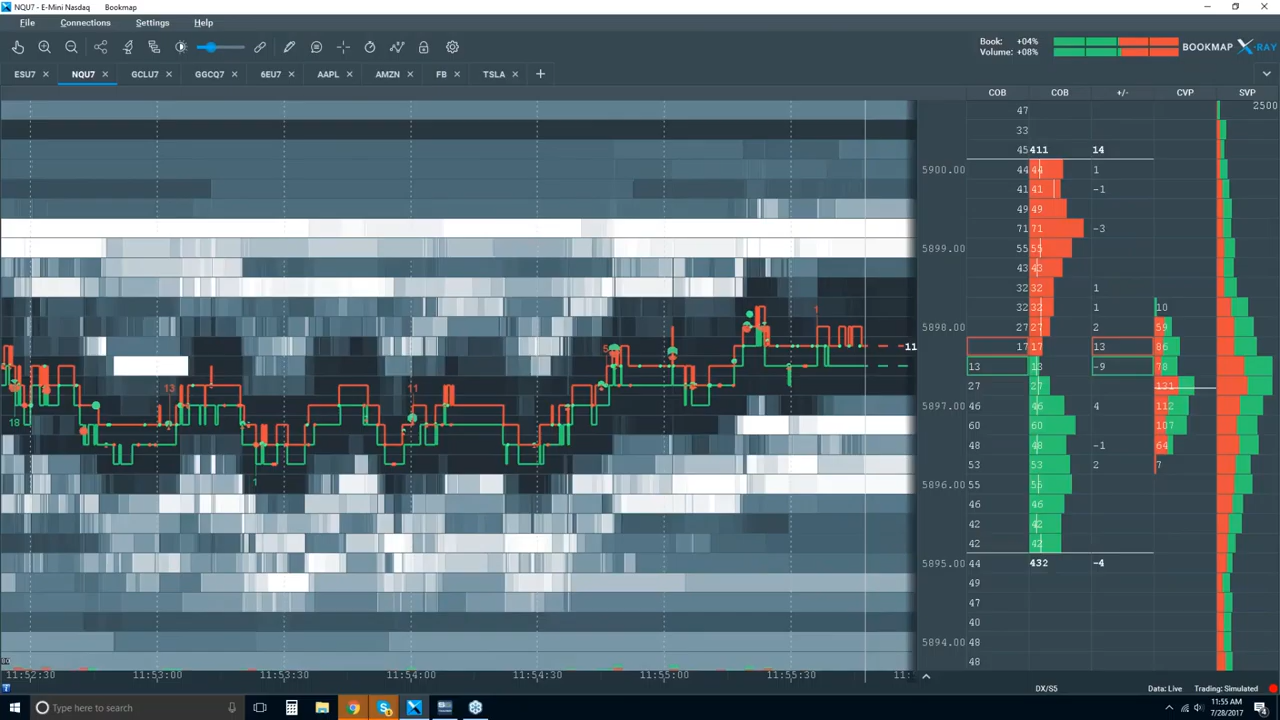 NQU7 - E-Mini Nasdaq Bookmap
File Connections Settings Help
Book: +04%
Volume: +08%
BOOKMAP X-RAY
ESU7 NQU7 GCLU7 GGCQ7 6EU7 AAPL AMZN FB TSLA
COB COB +/- CVP SVP
2500
47
33
45 411 14
5900.00 44 44 1
41 41 -1
49 49
71 71 -3
5899.00 55 55
43 43
32 32 1
32 32 1 10
5898.00 27 27 2 59
11 17 17 13 86
13 13 -9 78
27 27 131
5897.00 46 46 4 112
60 60 107
48 48 -1 64
53 53 2 7
5896.00 55 55
46 46
42 42
42 42
5895.00 44 432 -4
49
47
40
5894.00 48
48
1
13
11
18
1
11:52:30 11:53:00 11:53:30 11:54:00 11:54:30 11:55:00 11:55:30
DX/S5 Data: Live Trading: Simulated
Type here to search
11:55 AM
7/28/2017
4